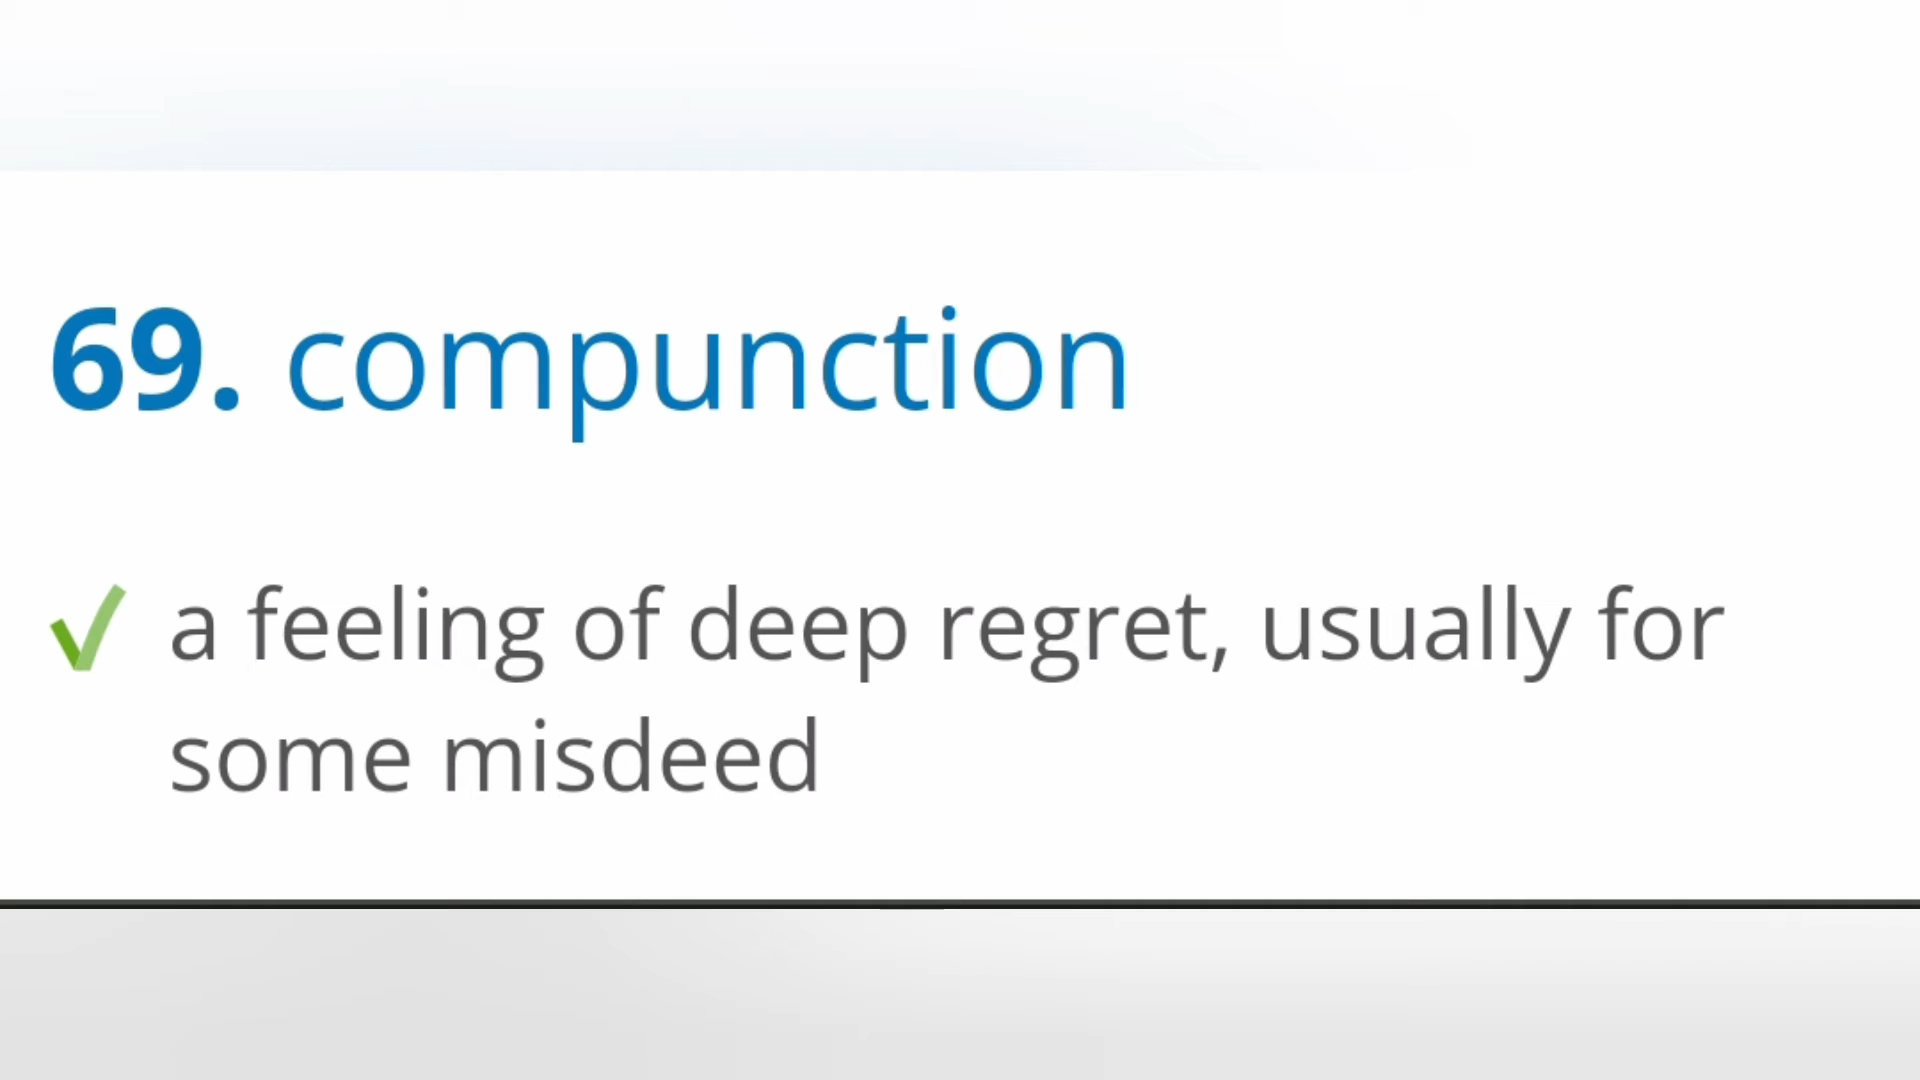 69. compunction
✓ a feeling of deep regret, usually for
some misdeed